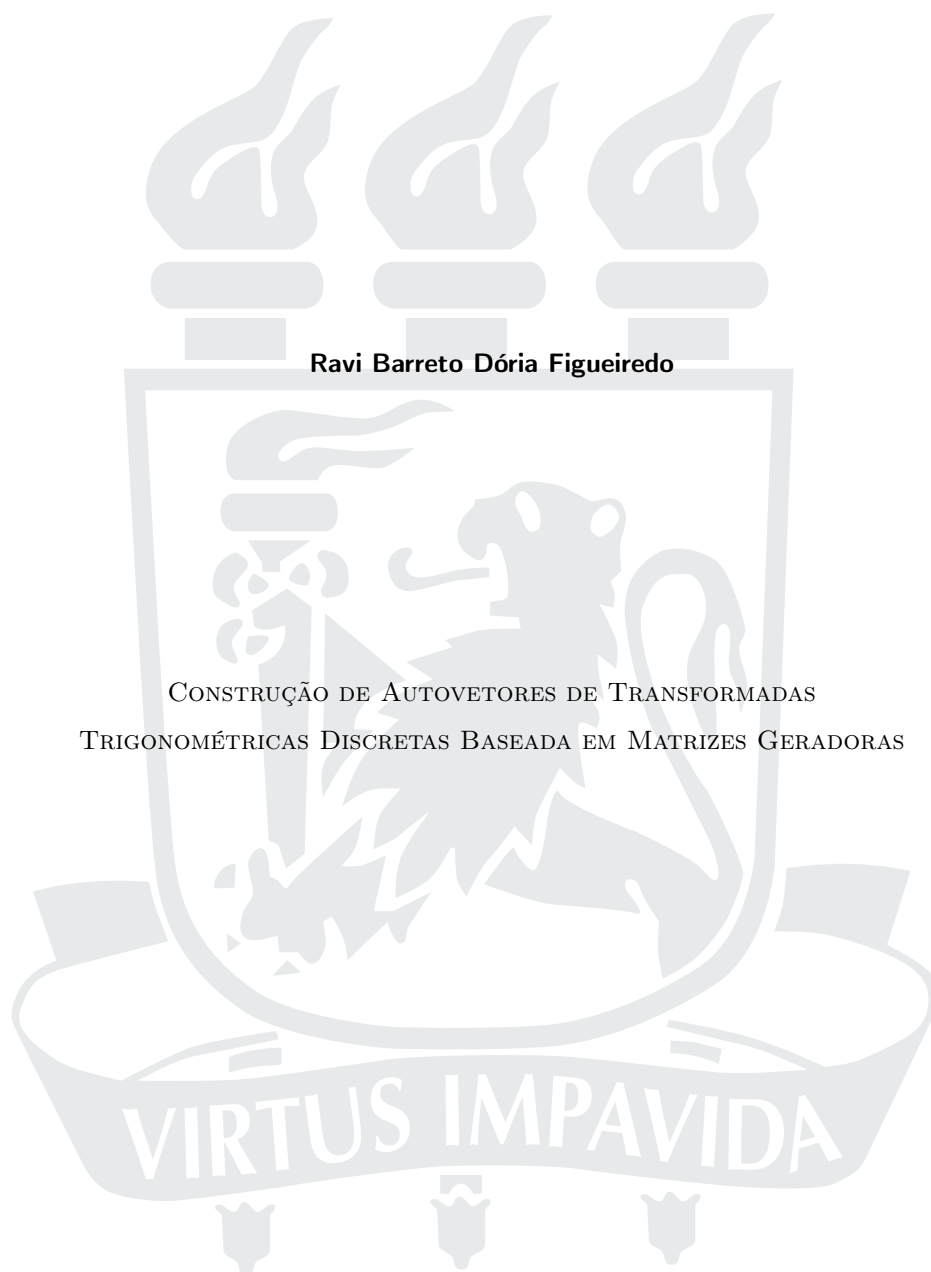 Ravi Barreto Dória Figueiredo
Construção de Autovetores de Transformadas
Trigonométricas Discretas Baseada em Matrizes Geradoras
VIRTUS IMPAVIDA